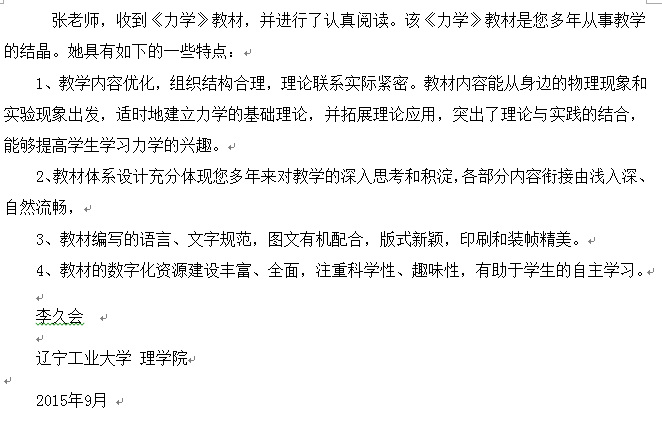 张老师，收到《力学》教材，并进行了认真阅读。该《力学》教材是您多年从事教学
的结晶。她具有如下的一些特点：
1、教学内容优化，组织结构合理，理论联系实际紧密。教材内容能从身边的物理现象和
实验现象出发，适时地建立力学的基础理论，并拓展理论应用，突出了理论与实践的结合，
能够提高学生学习力学的兴趣。
2、教材体系设计充分体现您多年来对教学的深入思考和积淀，各部分内容衔接由浅入深、
自然流畅，
3、教材编写的语言、文字规范，图文有机配合，版式新颖，印刷和装帧精美。
4、教材的数字化资源建设丰富、全面，注重科学性、趣味性，有助于学生的自主学习。
李久会
辽宁工业大学 理学院
2015年9月